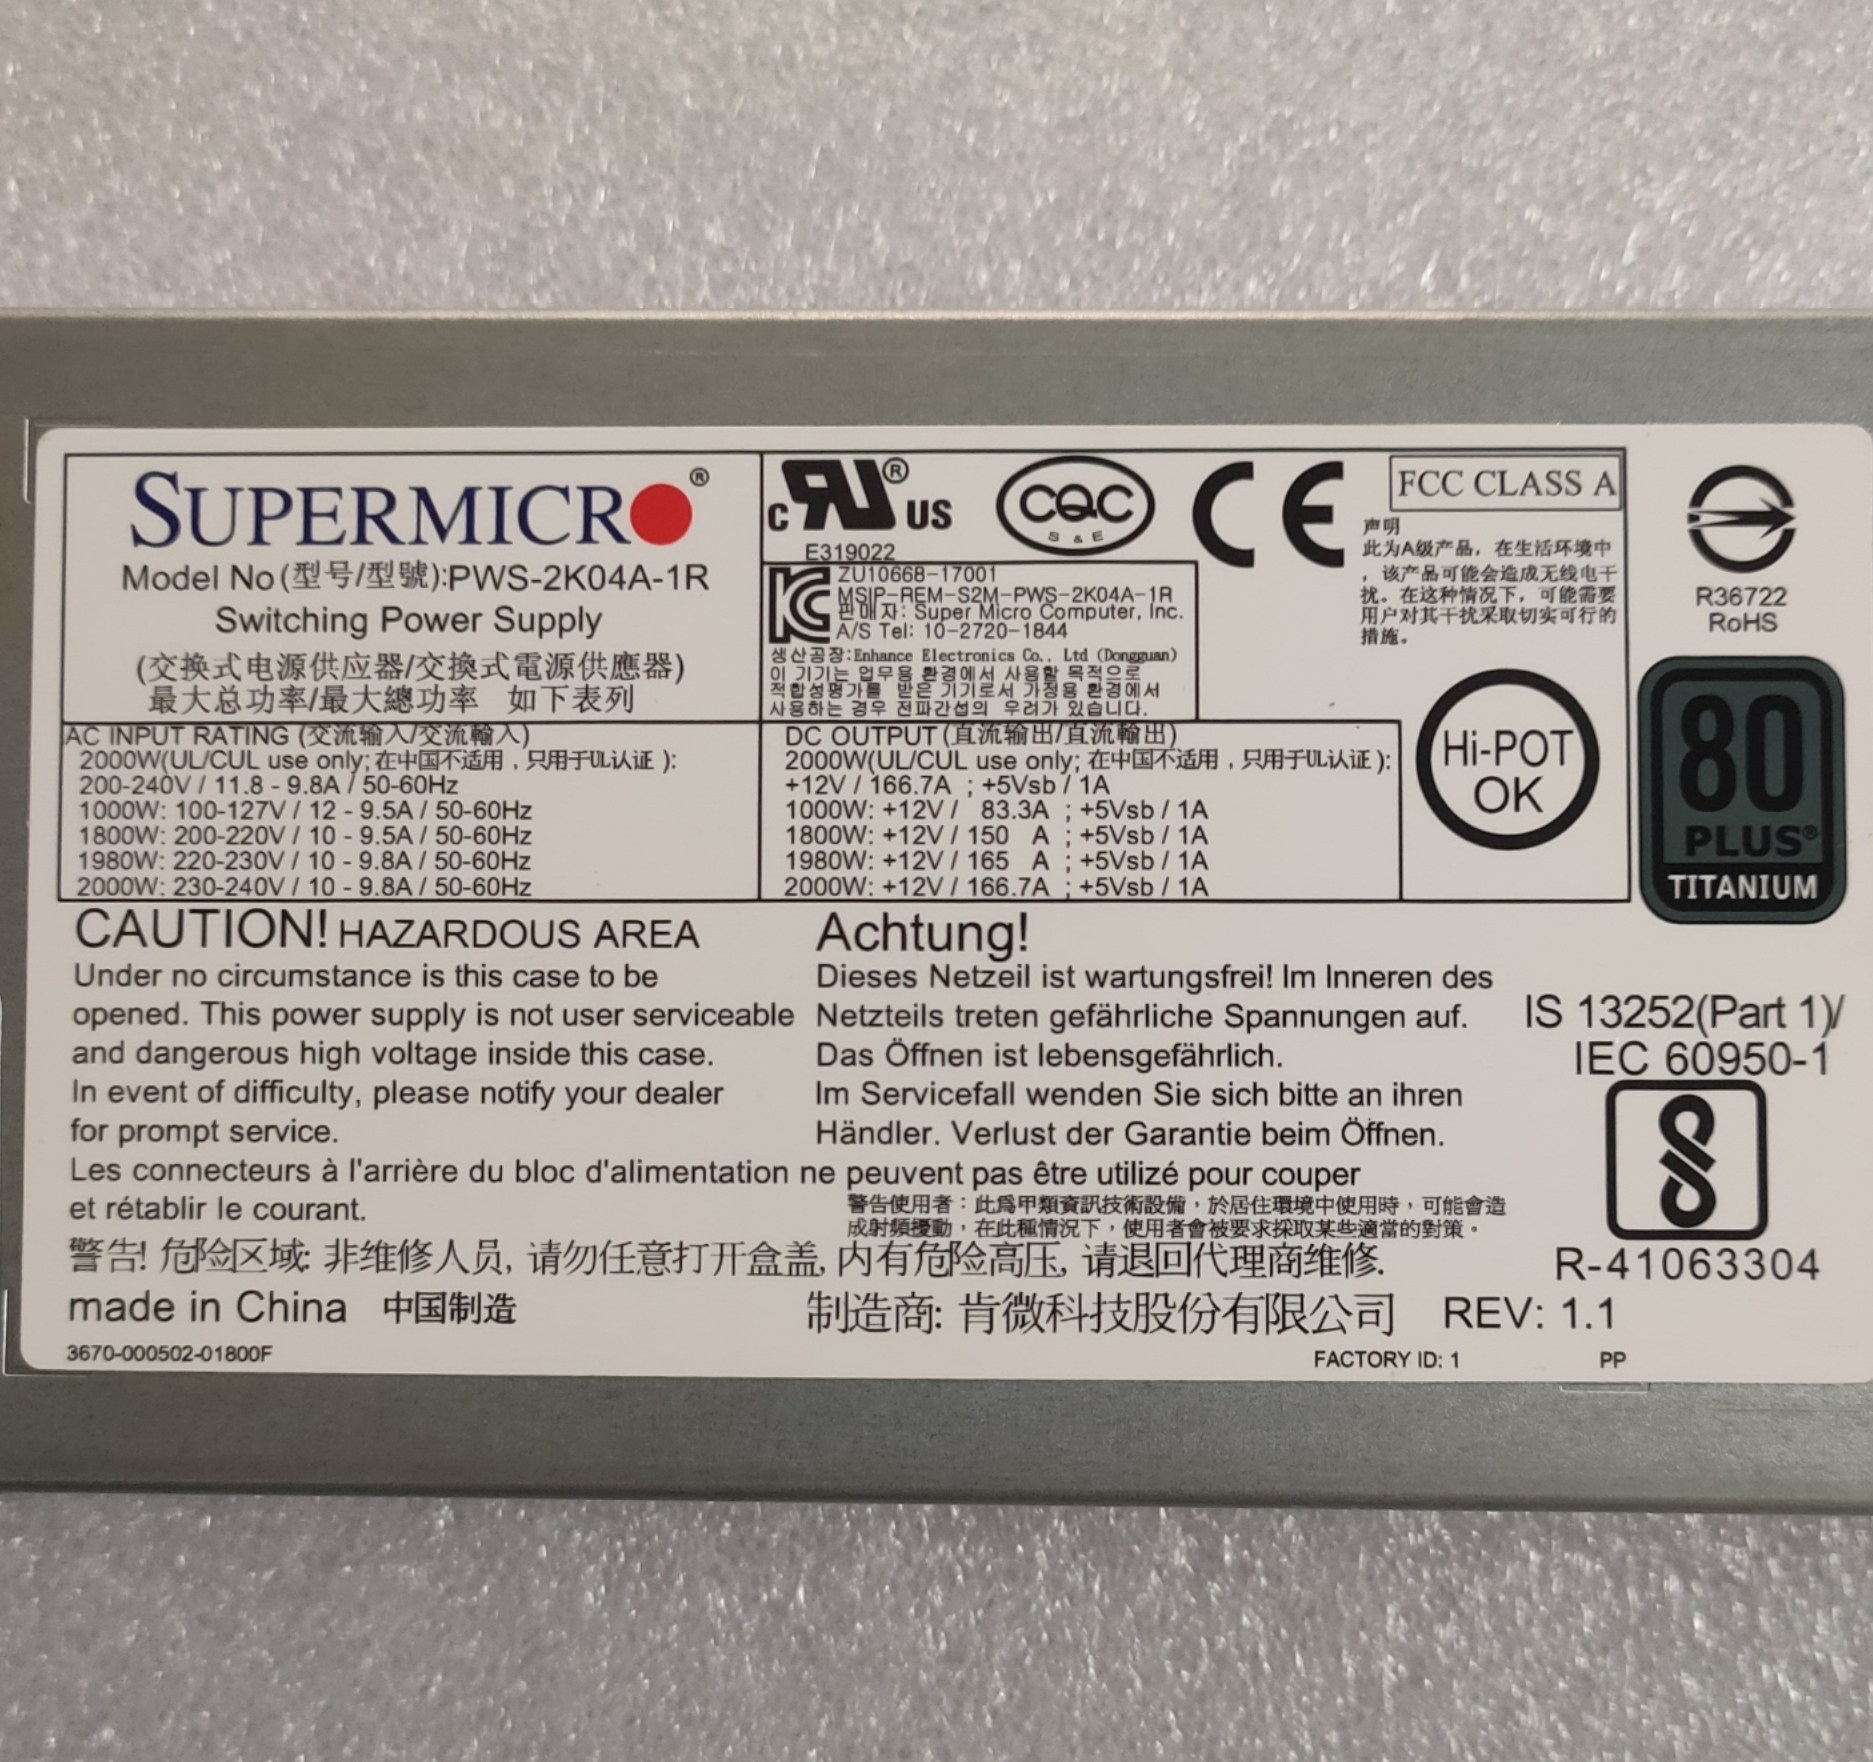 SUPERMICRO®
Model No(型号/型號):PWS-2K04A-1R
Switching Power Supply
(交换式电源供应器/交換式電源供應器)
最大总功率/最大總功率 如下表列
c RU® US
E319022
CQC
S & E
CE
FCC CLASS A
声明
此为A级产品，在生活环境中
，该产品可能会造成无线电干
扰。在这种情况下，可能需要
用户对其干扰采取切实可行的
措施。
KC
ZU10668-17001
MSIP-REM-S2M-PWS-2K04A-1R
판매자: Super Micro Computer, Inc.
A/S Tel: 10-2720-1844
생산공장:Enhance Electronics Co., Ltd (Dongguan)
이 기기는 업무용 환경에서 사용할 목적으로
적합성평가를 받은 기기로서 가정용 환경에서
사용하는 경우 전파간섭의 우려가 있습니다.
R36722
RoHS
AC INPUT RATING (交流输入/交流輸入)
2000W(UL/CUL use only; 在中国不适用，只用于UL认证 ):
200-240V / 11.8 - 9.8A / 50-60Hz
1000W: 100-127V / 12 - 9.5A / 50-60Hz
1800W: 200-220V / 10 - 9.5A / 50-60Hz
1980W: 220-230V / 10 - 9.8A / 50-60Hz
2000W: 230-240V / 10 - 9.8A / 50-60Hz
DC OUTPUT (直流输出/直流輸出)
2000W(UL/CUL use only; 在中国不适用，只用于UL认证 ):
+12V / 166.7A ; +5Vsb / 1A
1000W: +12V / 83.3A ; +5Vsb / 1A
1800W: +12V / 150 A ; +5Vsb / 1A
1980W: +12V / 165 A ; +5Vsb / 1A
2000W: +12V / 166.7A ; +5Vsb / 1A
Hi-POT
OK
80
PLUS®
TITANIUM
CAUTION! HAZARDOUS AREA
Under no circumstance is this case to be
opened. This power supply is not user serviceable
and dangerous high voltage inside this case.
In event of difficulty, please notify your dealer
for prompt service.
Achtung!
Dieses Netzeil ist wartungsfrei! Im Inneren des
Netzteils treten gefährliche Spannungen auf.
Das Öffnen ist lebensgefährlich.
Im Servicefall wenden Sie sich bitte an ihren
Händler. Verlust der Garantie beim Öffnen.
IS 13252(Part 1)/
IEC 60950-1
Les connecteurs à l'arrière du bloc d'alimentation ne peuvent pas être utilizé pour couper
et rétablir le courant.
警告使用者：此爲甲類資訊技術設備，於居住環境中使用時，可能會造
成射頻擾動，在此種情況下，使用者會被要求採取某些適當的對策。
警告! 危险区域: 非维修人员, 请勿任意打开盒盖, 内有危险高压, 请退回代理商维修.
R-41063304
made in China 中国制造
制造商: 肯微科技股份有限公司 REV: 1.1
3670-000502-01800F
FACTORY ID: 1
PP